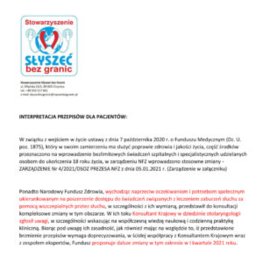 Stowarzyszenie
SŁYSZEĆ
bez granic
INTERPRETACJA PRZEPISÓW DLA PACJENTÓW:
W związku z wejściem w życie ustawy z dnia 7 października 2020 r. o Funduszu Medycznym (Dz. U.
poz. 1875), który w swoim zamierzeniu ma służyć poprawie zdrowia i jakości życia, część środków
przeznaczono na wprowadzenie bezlimitowych świadczeń szpitalnych i specjalistycznych udzielanych
osobom do ukończenia 18 roku życia, w zarządzeniu NFZ wprowadzono stosowne zmiany -
ZARZĄDZENIE Nr 4/2021/DSOZ PREZESA NFZ z dnia 05.01.2021 r. (Zarządzenie w załączniku)
Ponadto Narodowy Fundusz Zdrowia, wychodząc naprzeciw oczekiwaniom i potrzebom społecznym
ukierunkowanym na poszerzanie dostępu do świadczeń związanych z leczeniem zaburzeń słuchu za
pomocą wszczepialnych protez słuchu, w szczególności z ich wymianą, przedstawił do konsultacji
kompleksowe zmiany w tym obszarze. W ich toku Konsultant Krajowy w dziedzinie otolaryngologii
zgłosił uwagi, w szczególności wskazując na współczesną wiedzę naukową i codzienną praktykę
kliniczną. Biorąc pod uwagę ich zasadność, jak również mając na względzie to, iż przedstawione
brzmienie przepisów wymaga doprecyzowania, w ścisłej współpracy z Konsultantem Krajowym oraz
z zespołem ekspertów, Fundusz proponuje dalsze zmiany w tym zakresie w I kwartale 2021 roku.